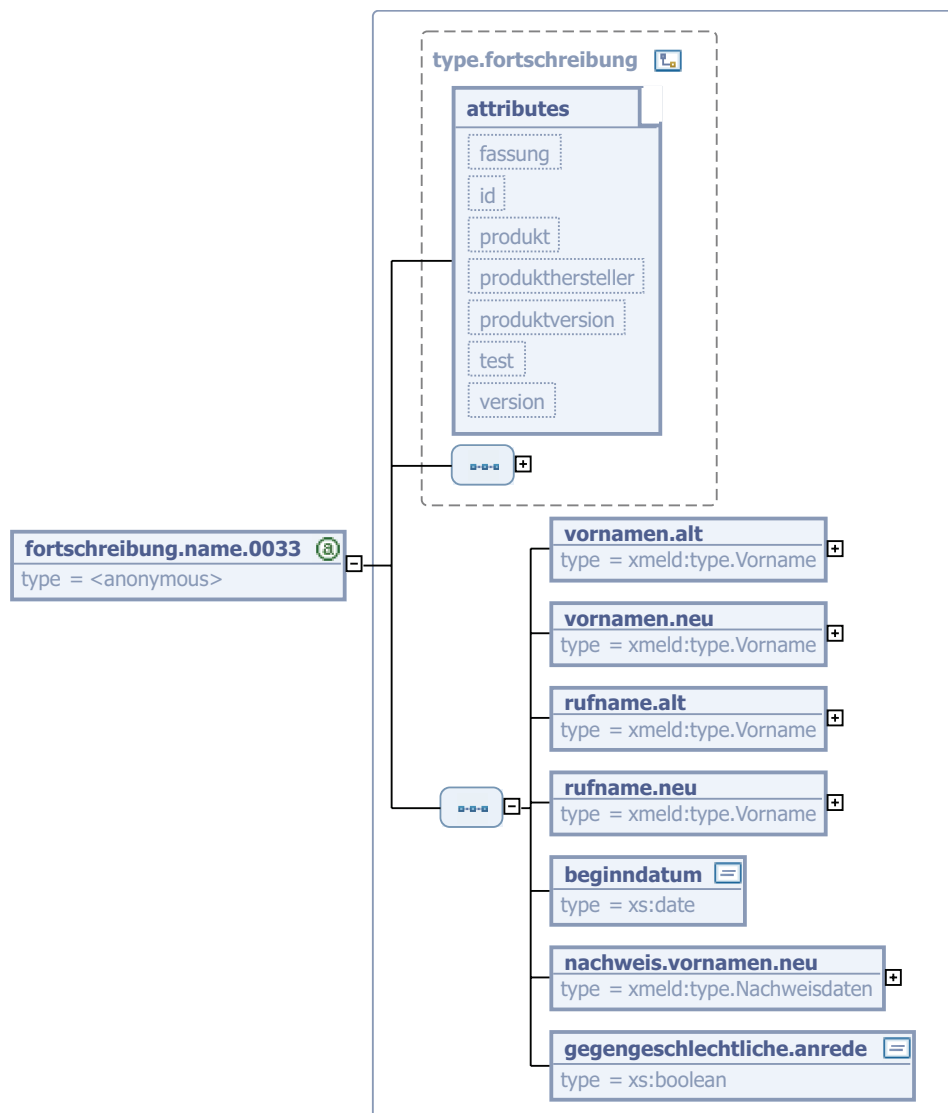 type.fortschreibung
attributes
fassung
id
produkt
produkthersteller
produktversion
test
version
fortschreibung.name.0033
type = <anonymous>
vornamen.alt
type = xmeld:type.Vorname
vornamen.neu
type = xmeld:type.Vorname
rufname.alt
type = xmeld:type.Vorname
rufname.neu
type = xmeld:type.Vorname
beginndatum
type = xs:date
nachweis.vornamen.neu
type = xmeld:type.Nachweisdaten
gegengeschlechtliche.anrede
type = xs:boolean